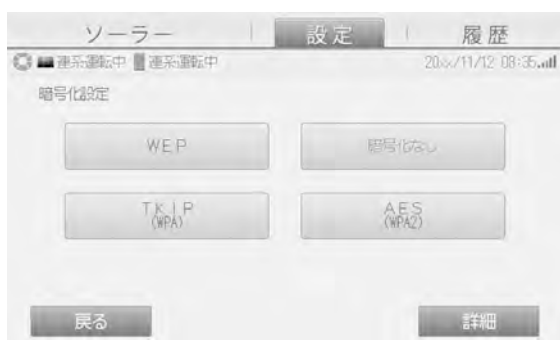 ソーラー 設定 履歴
連系運転中 連系運転中 20××/11/12 08:35
暗号化設定
WEP 暗号化なし
TKIP AES
(WPA) (WPA2)
戻る 詳細